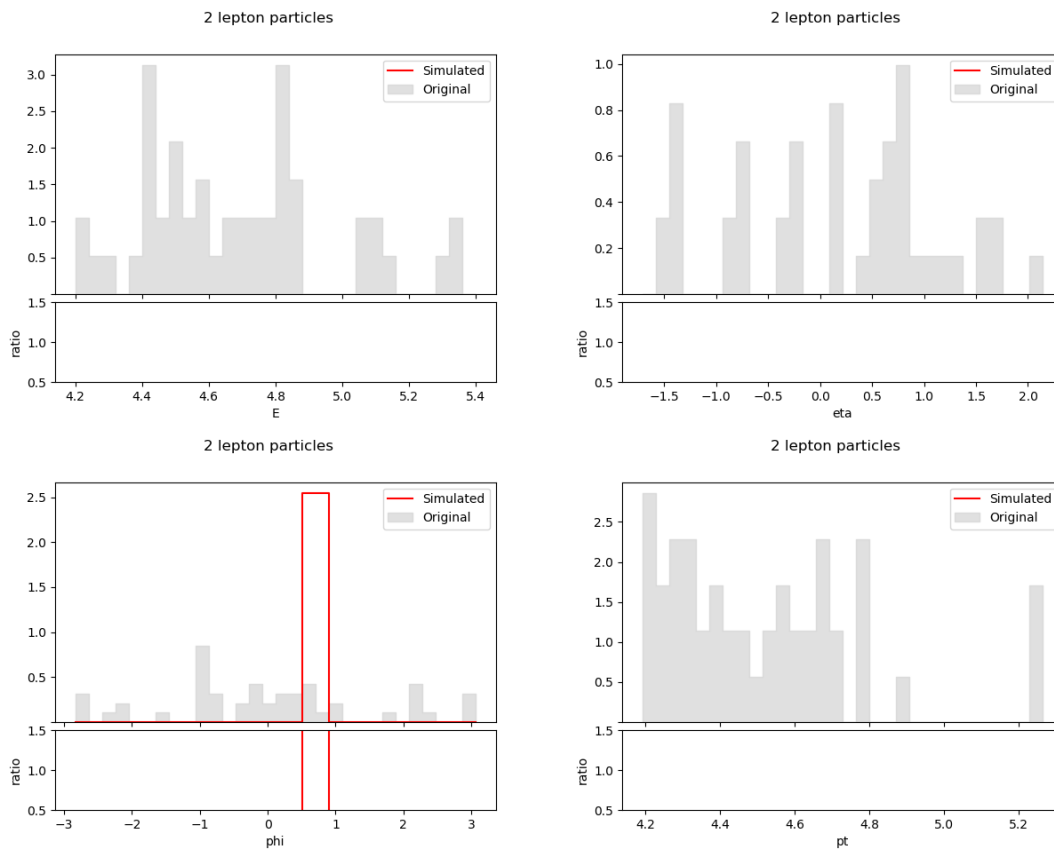 2 lepton particles
3.0
2.5
2.0
1.5
1.0
0.5
Simulated
Original
1.5
1.0
0.5
ratio
4.2 4.4 4.6 4.8 5.0 5.2 5.4
E
2 lepton particles
1.0
0.8
0.6
0.4
0.2
Simulated
Original
1.5
1.0
0.5
ratio
−1.5 −1.0 −0.5 0.0 0.5 1.0 1.5 2.0
eta
2 lepton particles
2.5
2.0
1.5
1.0
0.5
Simulated
Original
1.5
1.0
0.5
ratio
−3 −2 −1 0 1 2 3
phi
2 lepton particles
2.5
2.0
1.5
1.0
0.5
Simulated
Original
1.5
1.0
0.5
ratio
4.2 4.4 4.6 4.8 5.0 5.2
pt